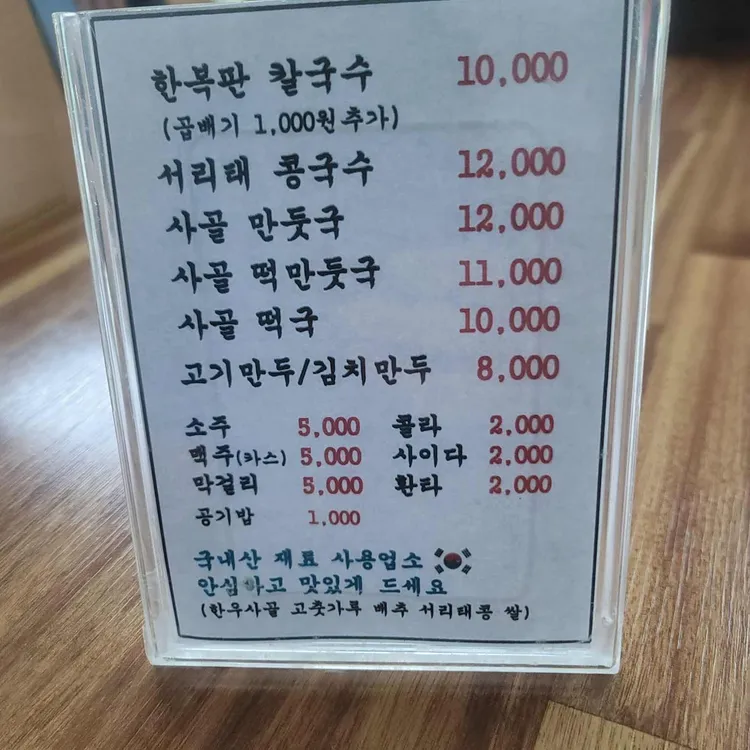 한복판 칼국수 10,000
(곱배기 1,000원추가)
서리태 콩국수 12,000
사골 만둣국 12,000
사골 떡만둣국 11,000
사골 떡국 10,000
고기만두/김치만두 8,000
소주 5,000 콜라 2,000
맥주(카스) 5,000 사이다 2,000
막걸리 5,000 환타 2,000
공기밥 1,000
국내산 재료 사용업소
안심하고 맛있게 드세요
(한우사골 고춧가루 배추 서리태콩 쌀)